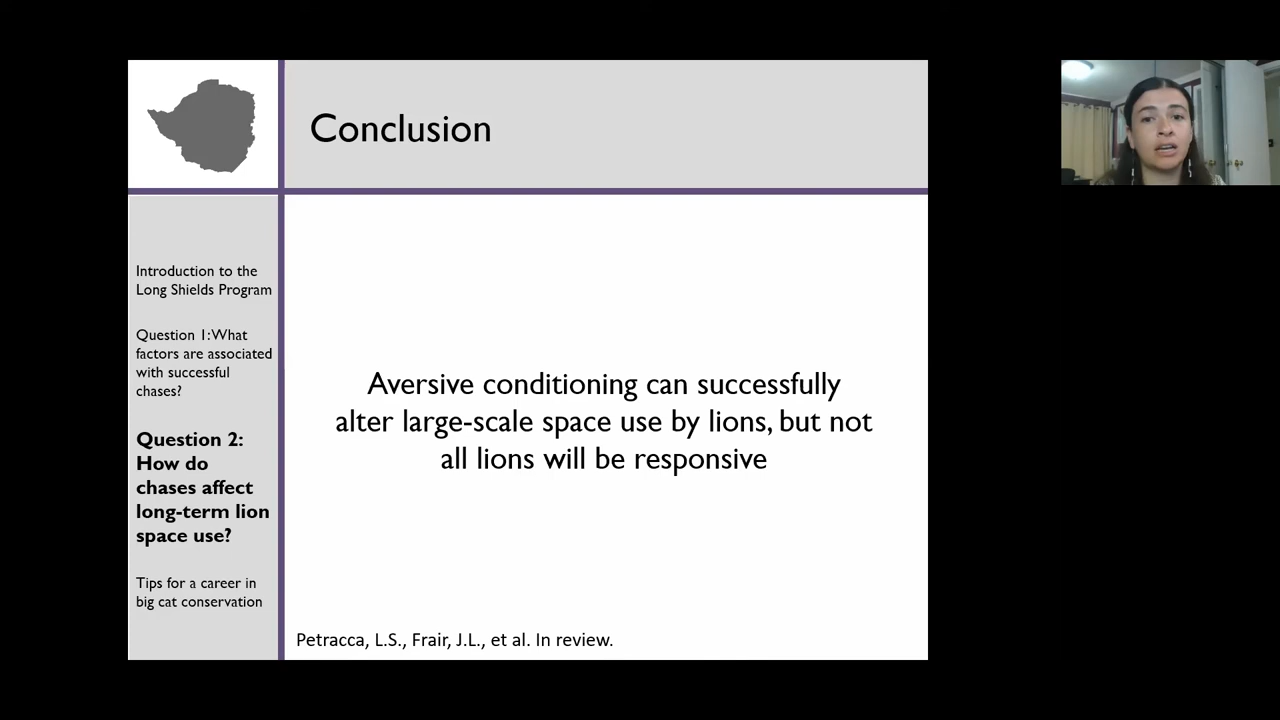 Conclusion
Introduction to the
Long Shields Program
Question 1:What
factors are associated
with successful
chases?
Question 2:
How do
chases affect
long-term lion
space use?
Tips for a career in
big cat conservation
Aversive conditioning can successfully
alter large-scale space use by lions, but not
all lions will be responsive
Petracca, L.S., Frair, J.L., et al. In review.